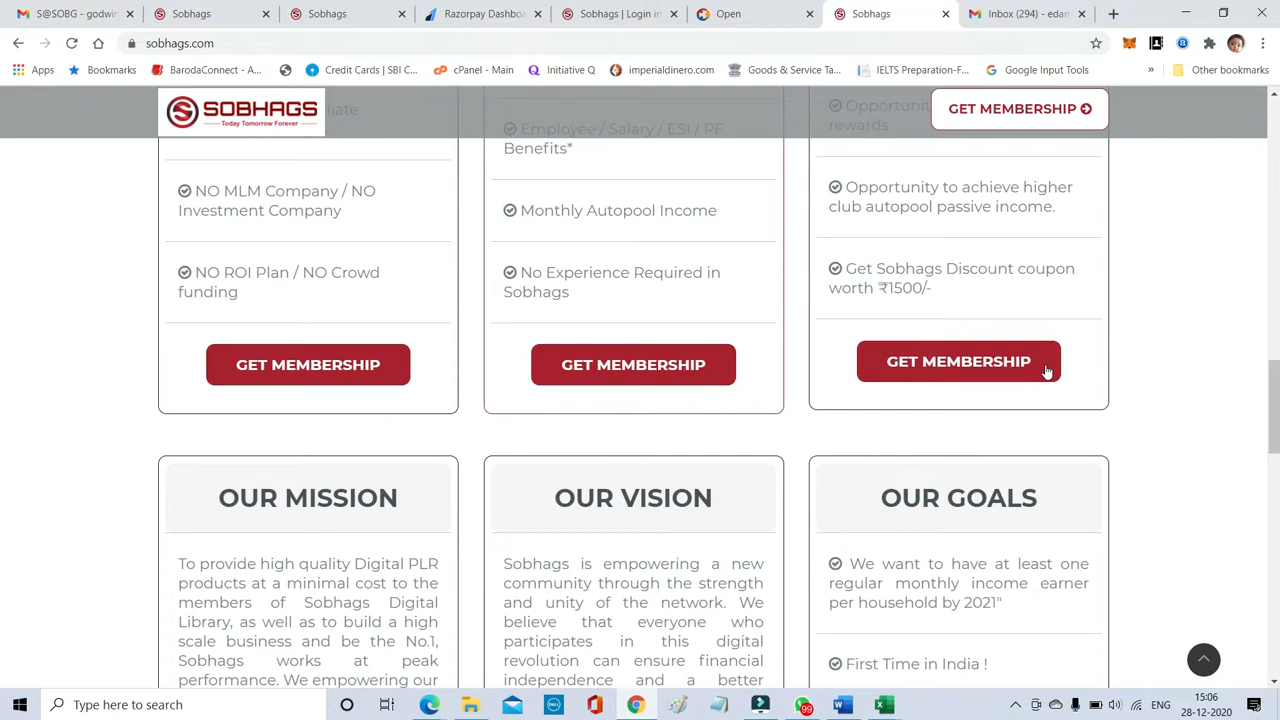 S@SOBG - godwin
Sobhags
Sobhags
Razorpay Dashbo
Sobhags | Login in
Open
Sobhags
Inbox (294) - edan
sobhags.com
Apps
Bookmarks
BarodaConnect - A...
Credit Cards | SBI C...
cPanel - Main
Initiative Q
imperialdinero.com
Goods & Service Ta...
IELTS Preparation-F...
Google Input Tools
»
Other bookmarks
SOBHAGS
Today Tomorrow Forever
GET MEMBERSHIP
NO MLM Company / NO
Investment Company
NO ROI Plan / NO Crowd
funding
GET MEMBERSHIP
Employee / Salary / ESI / PF
Benefits*
Monthly Autopool Income
No Experience Required in
Sobhags
GET MEMBERSHIP
rewards.
Opportunity to achieve higher
club autopool passive income.
Get Sobhags Discount coupon
worth ₹1500/-
GET MEMBERSHIP
OUR MISSION
To provide high quality Digital PLR
products at a minimal cost to the
members of Sobhags Digital
Library, as well as to build a high
scale business and be the No.1,
Sobhags works at peak
performance. We empowering our
OUR VISION
Sobhags is empowering a new
community through the strength
and unity of the network. We
believe that everyone who
participates in this digital
revolution can ensure financial
independence and a better
OUR GOALS
We want to have at least one
regular monthly income earner
per household by 2021"
First Time in India !
Type here to search
DELL
99
ENG
15:06
28-12-2020